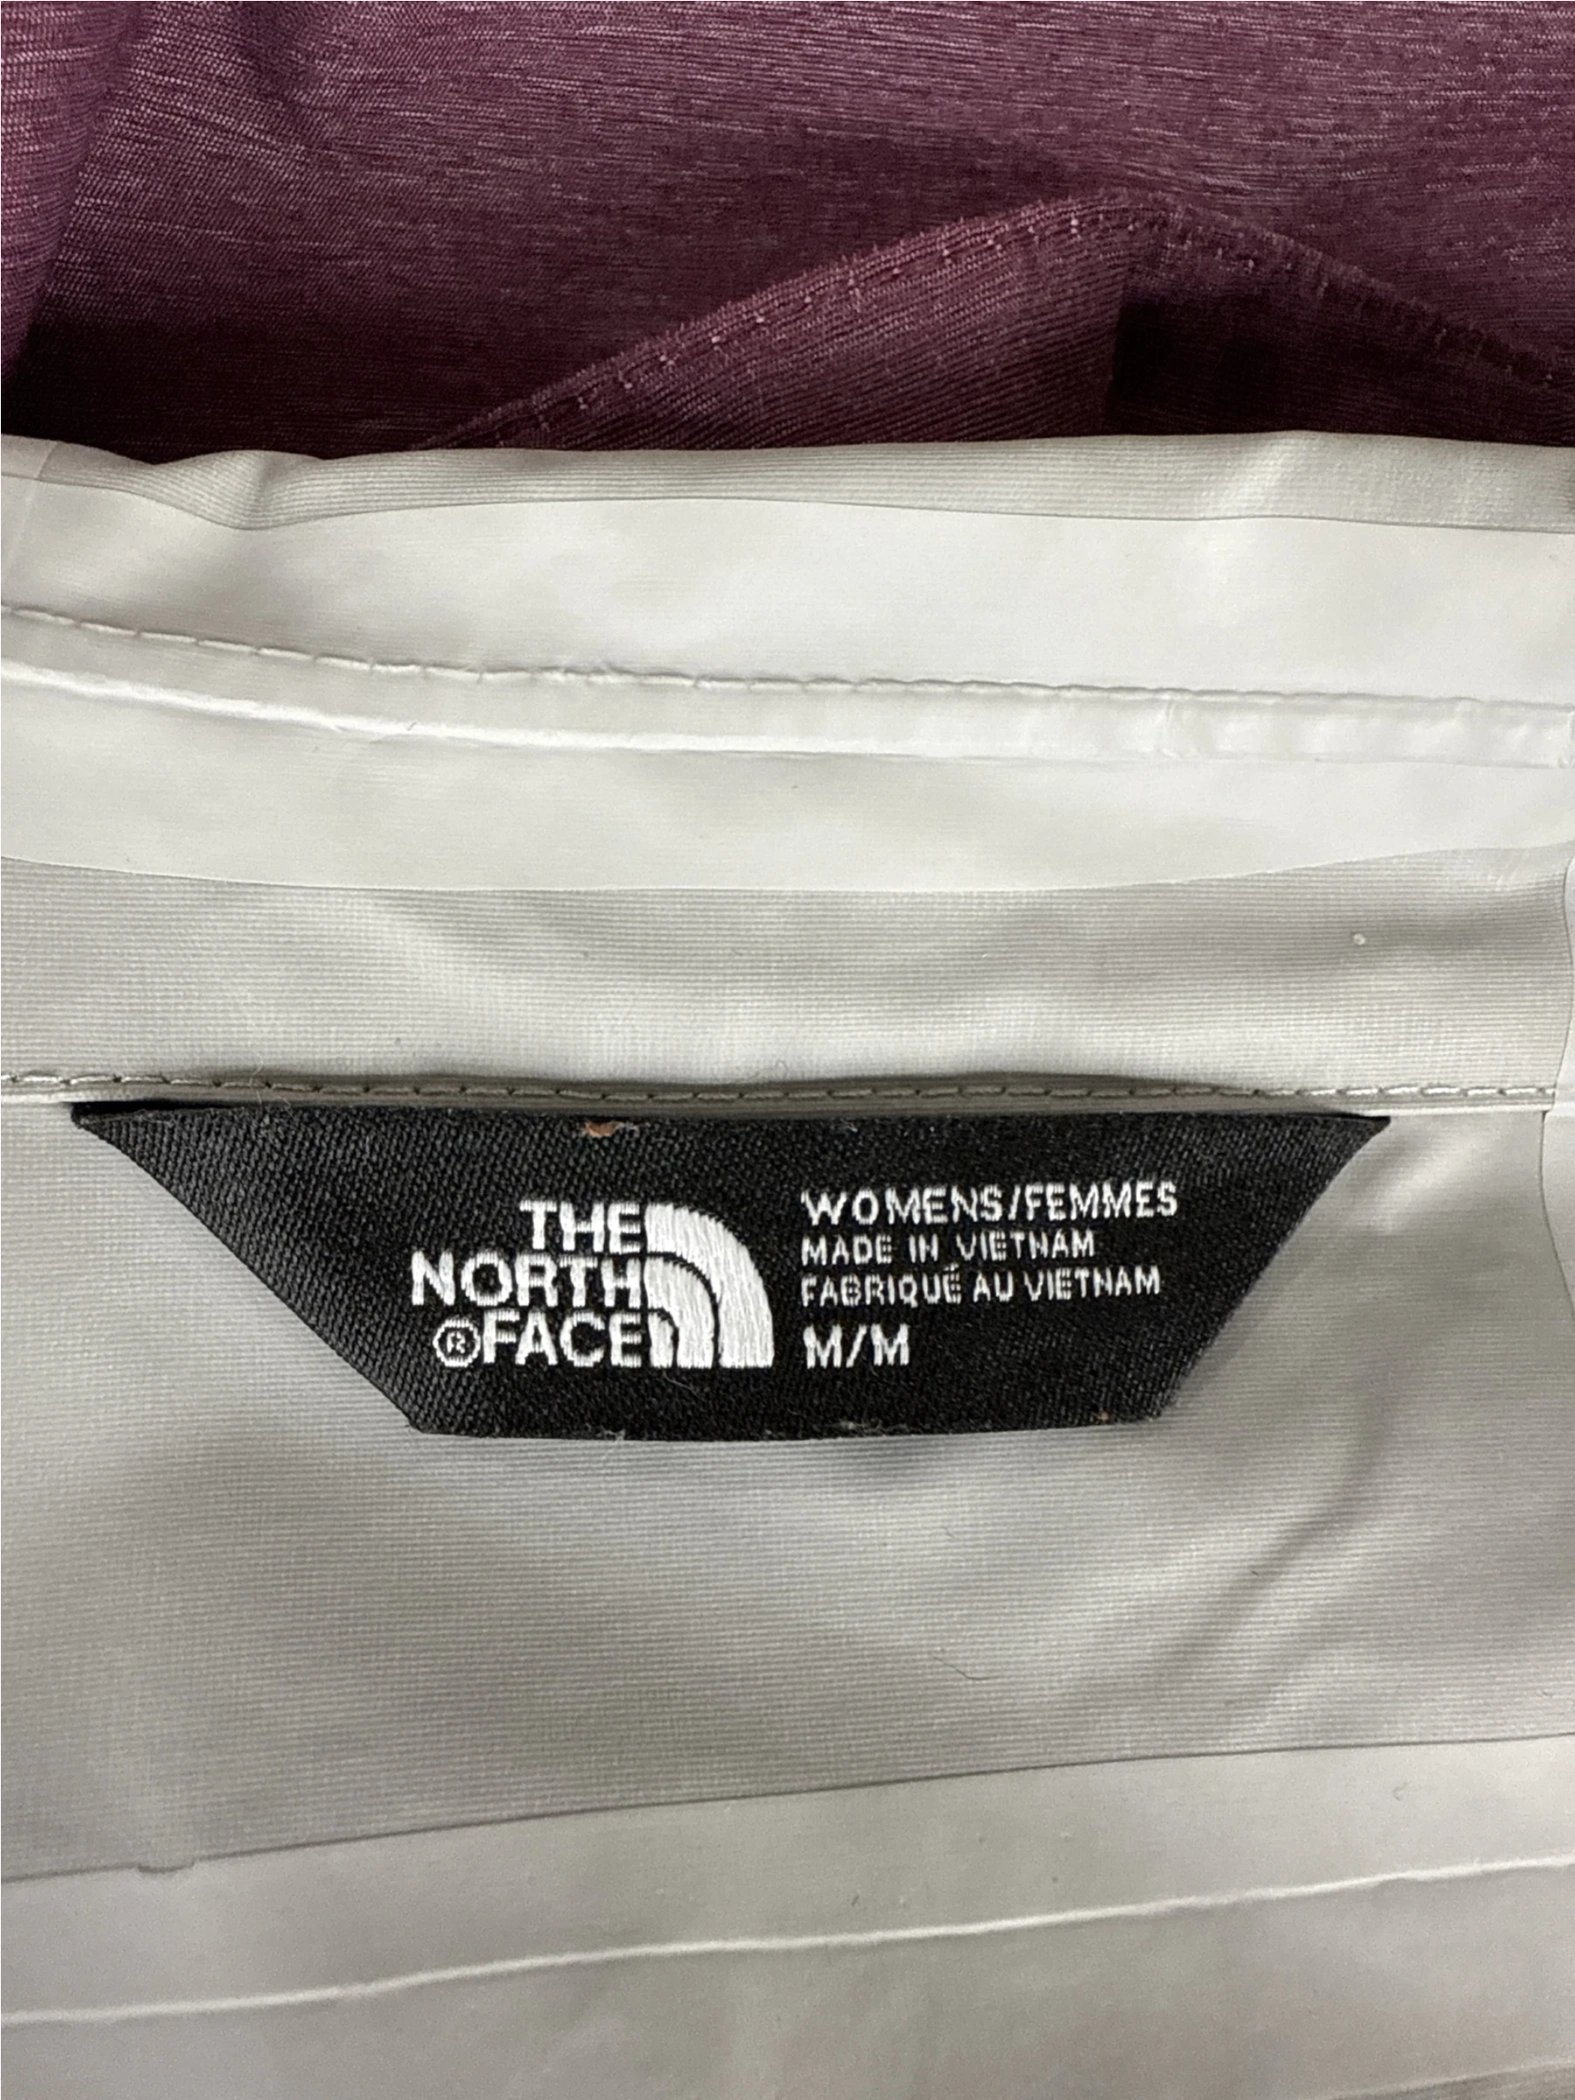 THE
NORTH
®FACE
WOMENS/FEMMES
MADE IN VIETNAM
FABRIQUÉ AU VIETNAM
M/M